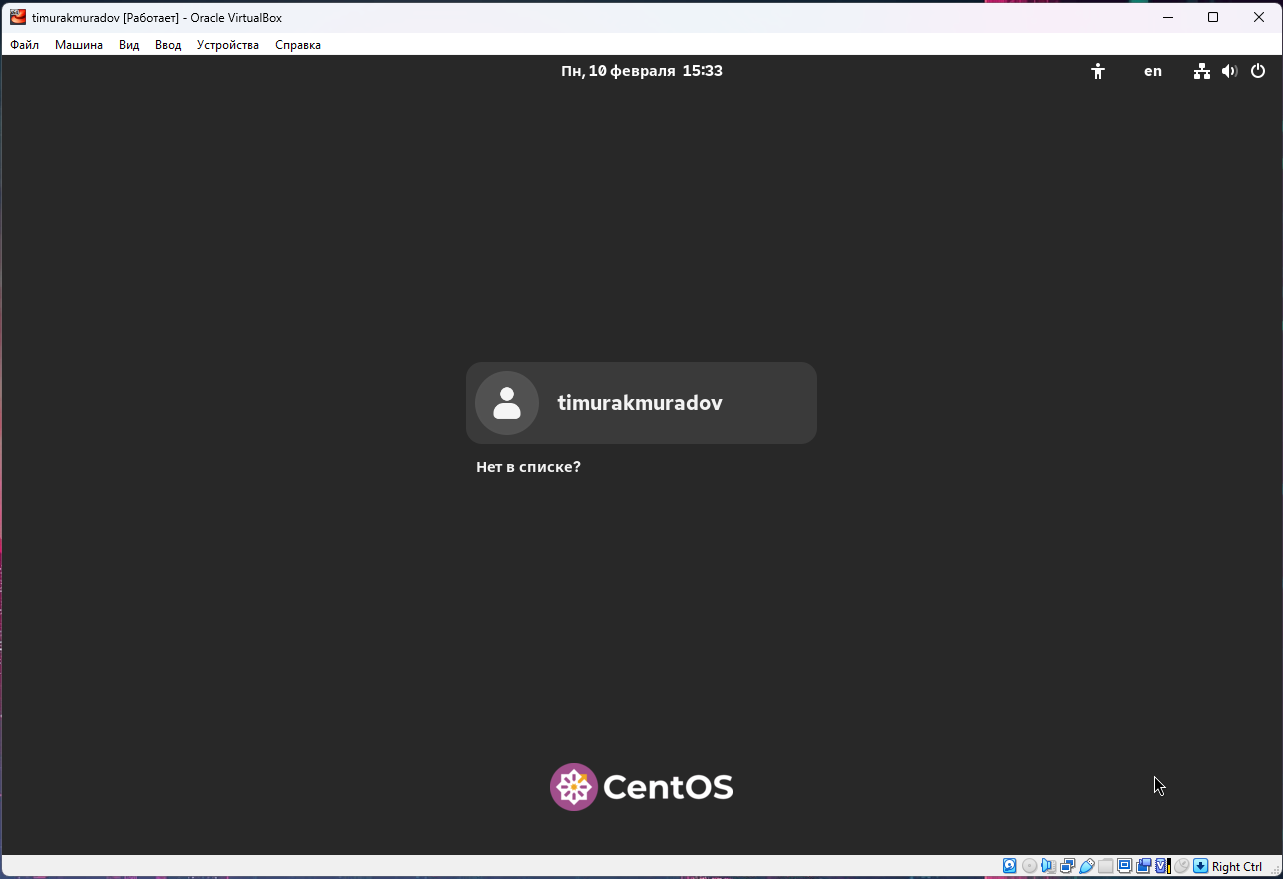 timurakmuradov [Работает] - Oracle VirtualBox
Файл Машина Вид Ввод Устройства Справка
Пн, 10 февраля 15:33 en
timurakmuradov
Нет в списке?
CentOS
Right Ctrl